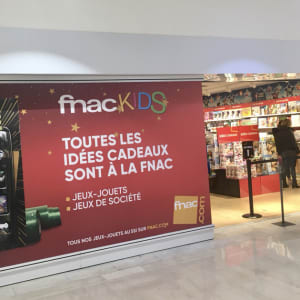 fnac KIDS
TOUTES LES
IDÉES CADEAUX
SONT À LA FNAC
• JEUX-JOUETS
• JEUX DE SOCIÉTÉ
fnac.com
TOUS NOS JEUX-JOUETS AUSSI SUR FNAC.COM